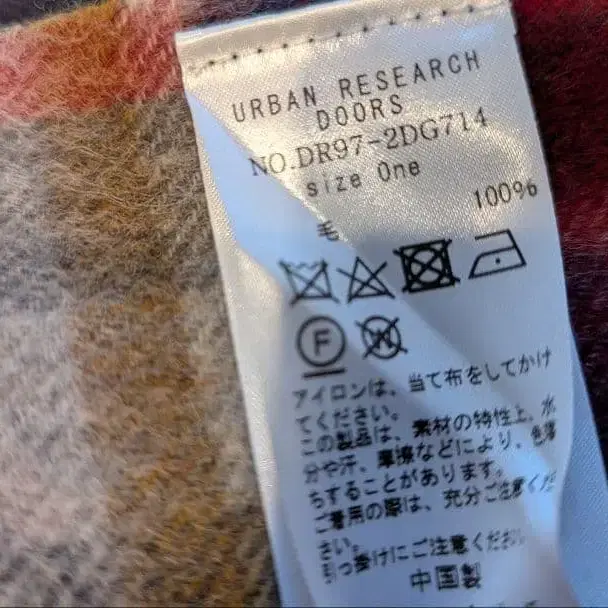 URBAN RESEARCH
DOORS
NO.DR97-2DG714
size One
毛 100%
F
W
アイロンは、当て布をしてかけ
てください。
この製品は、素材の特性上、水
分や汗、摩擦などにより、色落
ちすることがあります。
ご着用の際は、充分ご注意くだ
さい。
引っ掛けにご注意くだ
中国製